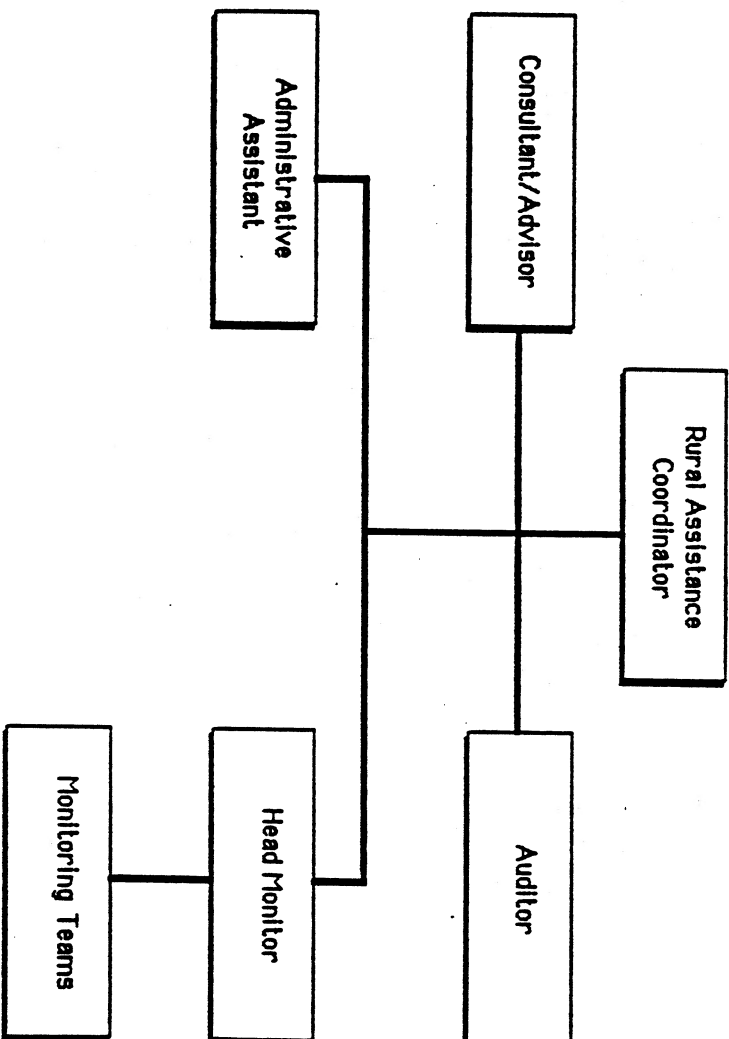 Rural Assistance
Coordinator
Consultant/Advisor
Auditor
Administrative
Assistant
Head Monitor
Monitoring Teams